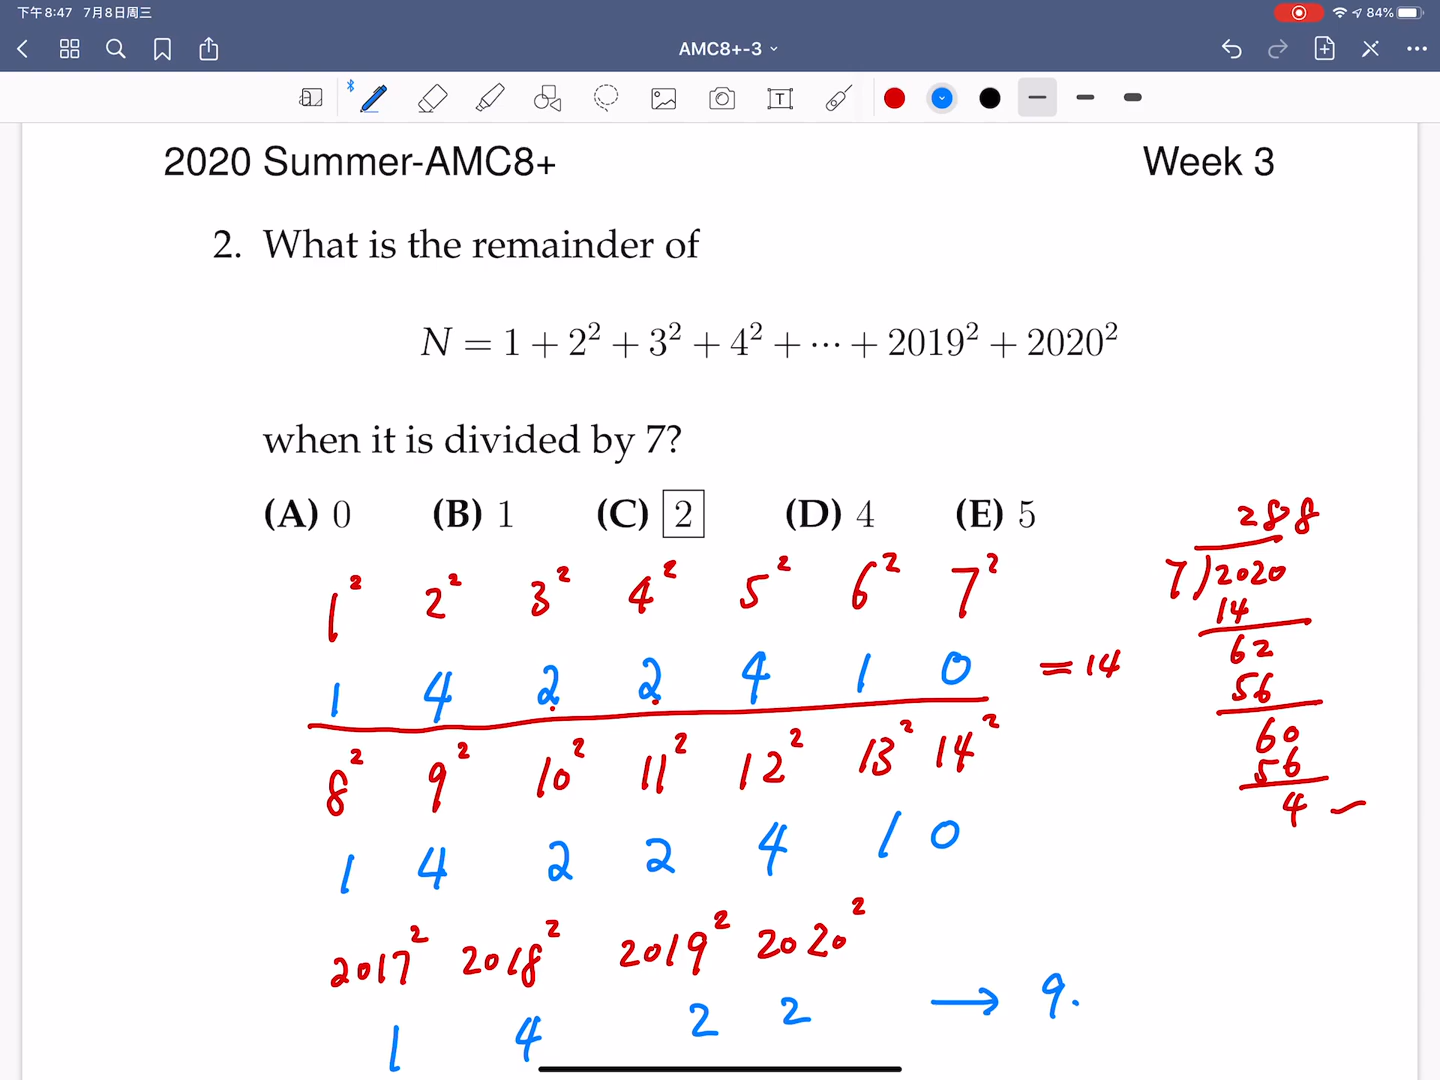 下午8:47 7月8日周三 84%
AMC8+-3
2020 Summer-AMC8+ Week 3
2. What is the remainder of
N = 1 + 2² + 3² + 4² + ··· + 2019² + 2020²
when it is divided by 7?
(A) 0 (B) 1 (C) 2 (D) 4 (E) 5
1² 2² 3² 4² 5² 6² 7²
1 4 2 2 4 1 0 = 14
8² 9² 10² 11² 12² 13² 14²
1 4 2 2 4 1 0
2017² 2018² 2019² 2020²
1 4 2 2 → 9.
288
7)2020
14
62
56
60
56
4